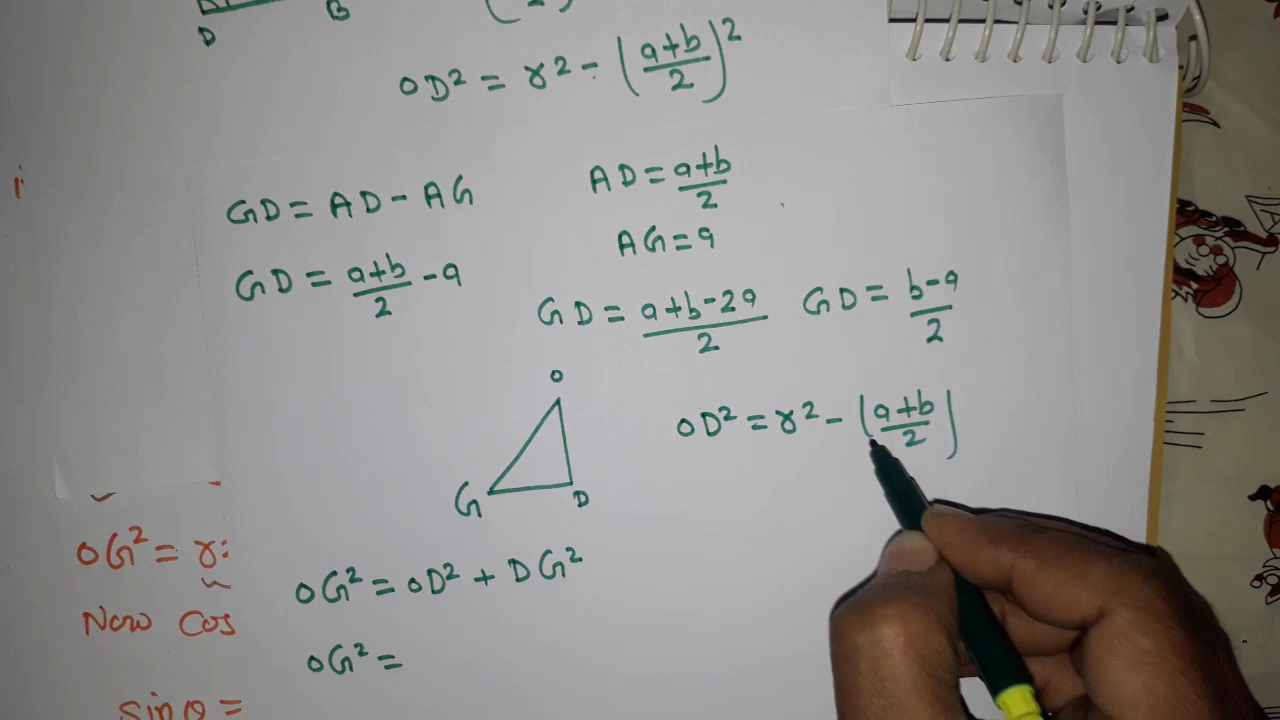 D B
OD² = r² - (a+b/2)²
GD = AD - AG AD = a+b/2
AG = a
GD = a+b/2 - a
GD = a+b-2a/2 GD = b-a/2
O
G D
OD² = r² - (a+b/2)
OG² = r
OG² = OD² + DG²
Now Cos
OG² =
sin θ =